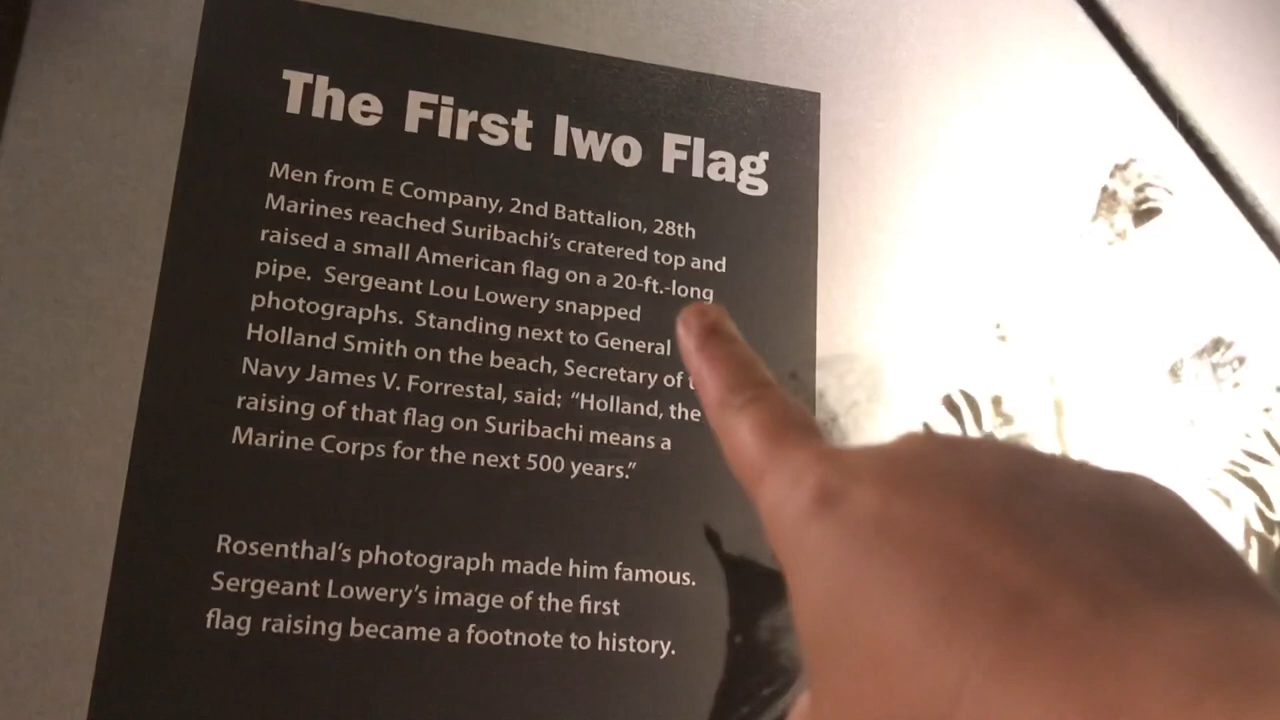 The First Iwo Flag
Men from E Company, 2nd Battalion, 28th
Marines reached Suribachi's cratered top and
raised a small American flag on a 20-ft.-long
pipe. Sergeant Lou Lowery snapped
photographs. Standing next to General
Holland Smith on the beach, Secretary of
Navy James V. Forrestal, said: "Holland, the
raising of that flag on Suribachi means a
Marine Corps for the next 500 years."
Rosenthal's photograph made him famous.
Sergeant Lowery's image of the first
flag raising became a footnote to history.